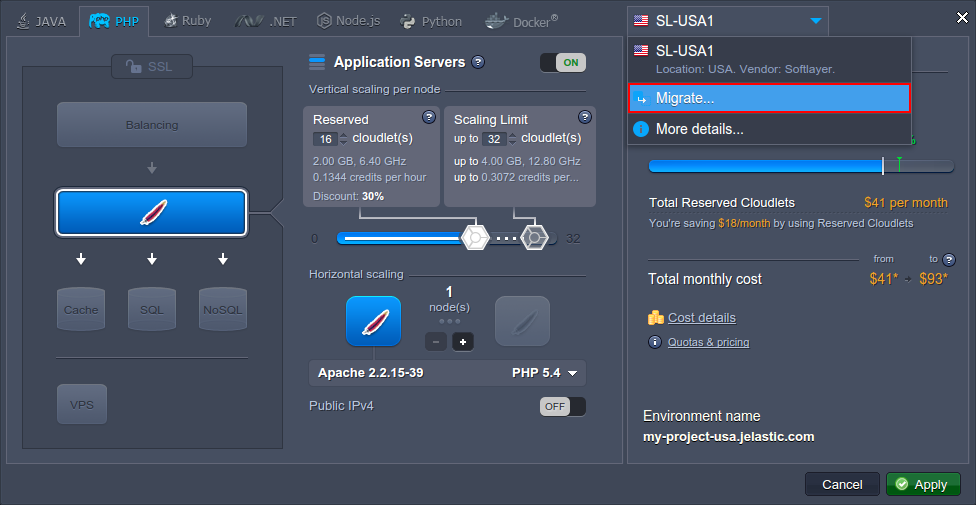 JAVA
PHP
Ruby
.NET
Node.js
Python
Docker®
SSL
Balancing
Cache
SQL
NoSQL
VPS
Application Servers ?
ON
Vertical scaling per node
Reserved ?
16 cloudlet(s)
2.00 GB, 6.40 GHz
0.1344 credits per hour
Discount: 30%
Scaling Limit ?
up to 32 cloudlet(s)
up to 4.00 GB, 12.80 GHz
up to 0.3072 credits per...
0
32
Horizontal scaling
1
node(s)
Apache 2.2.15-39 PHP 5.4
Public IPv4 OFF
SL-USA1
SL-USA1
Location: USA. Vendor: Softlayer.
Migrate...
More details...
%
Total Reserved Cloudlets $41 per month
You're saving $18/month by using Reserved Cloudlets
from to ?
Total monthly cost $41* $93*
Cost details
Quotas & pricing
Environment name
my-project-usa.jelastic.com
Cancel
Apply